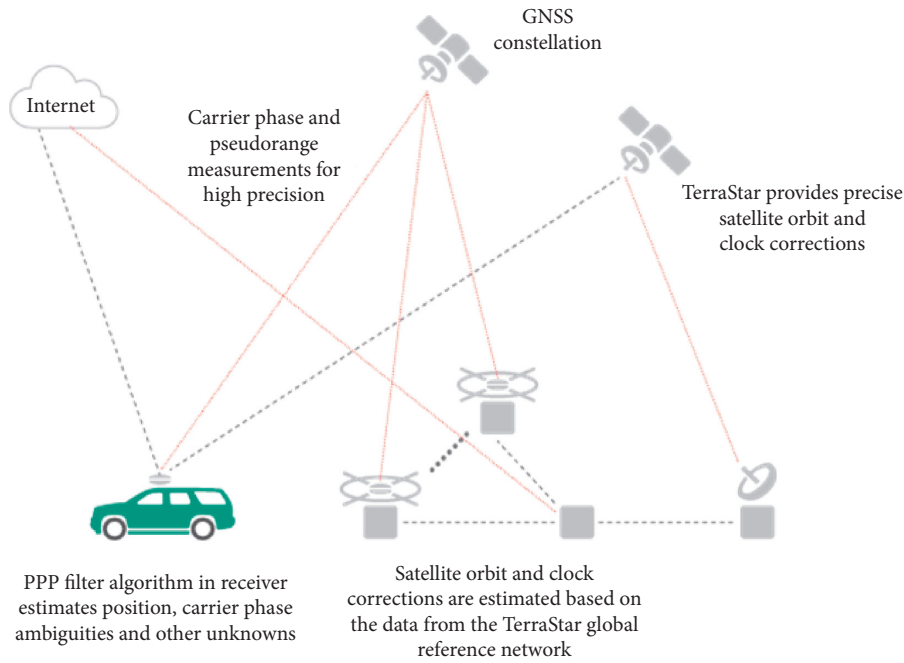 GNSS
constellation
Internet
Carrier phase and
pseudorange
measurements for
high precision
TerraStar provides precise
satellite orbit and
clock corrections
PPP filter algorithm in receiver
estimates position, carrier phase
ambiguities and other unknowns
Satellite orbit and clock
corrections are estimated based on
the data from the TerraStar global
reference network